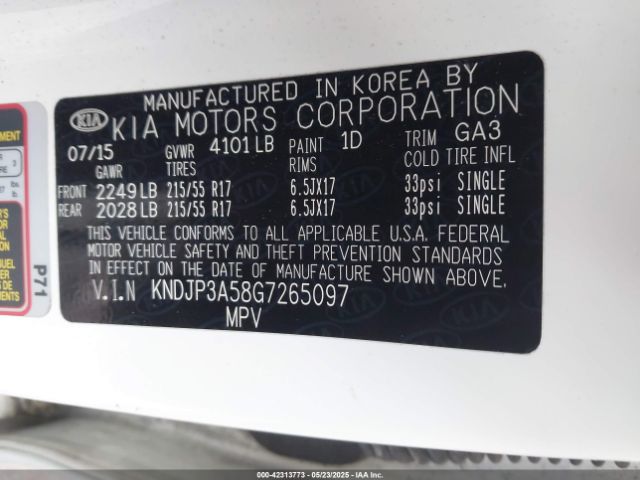 MANUFACTURED IN KOREA BY
KIA KIA MOTORS CORPORATION
07/15 GVWR 4101 LB PAINT 1D TRIM GA3
GAWR TIRES RIMS COLD TIRE INFL
FRONT 2249 LB 215/55 R17 6.5JX17 33psi SINGLE
REAR 2028 LB 215/55 R17 6.5JX17 33psi SINGLE
THIS VEHICLE CONFORMS TO ALL APPLICABLE U.S.A. FEDERAL
MOTOR VEHICLE SAFETY AND THEFT PREVENTION STANDARDS
IN EFFECT ON THE DATE OF MANUFACTURE SHOWN ABOVE.
V.I.N KNDJP3A58G7265097
MPV
P71
00-42313773 - 05/23/2025 - Copyright © IAA, Inc.